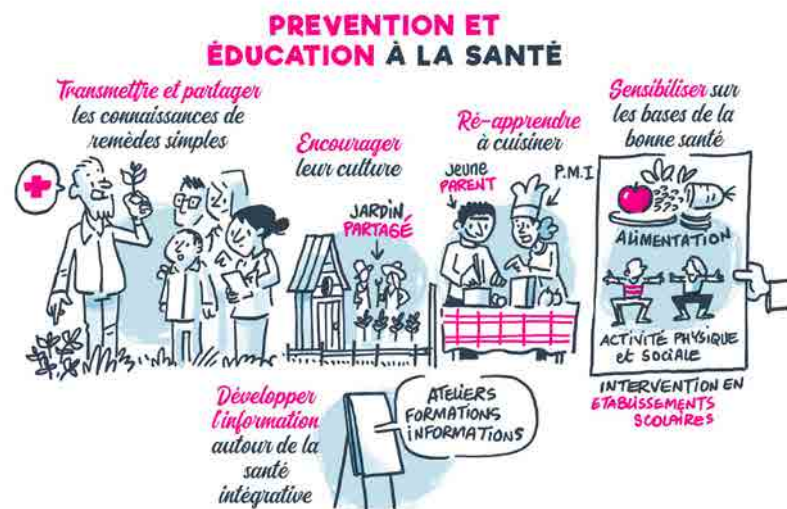 PREVENTION ET
ÉDUCATION À LA SANTÉ
Transmettre et partager
les connaissances de
remèdes simples
Encourager
leur culture
JARDIN
PARTAGÉ
Ré-apprendre
à cuisiner
Jeune
PARENT
P.M.I
Sensibiliser sur
les bases de la
bonne santé
ALIMENTATION
ACTIVITÉ PHYSIQUE
et SOCIALE
INTERVENTION EN
ETABLISSEMENTS
SCOLAIRES
Développer
l'information
autour de la
santé
intégrative
ATELIERS
FORMATIONS
INFORMATIONS